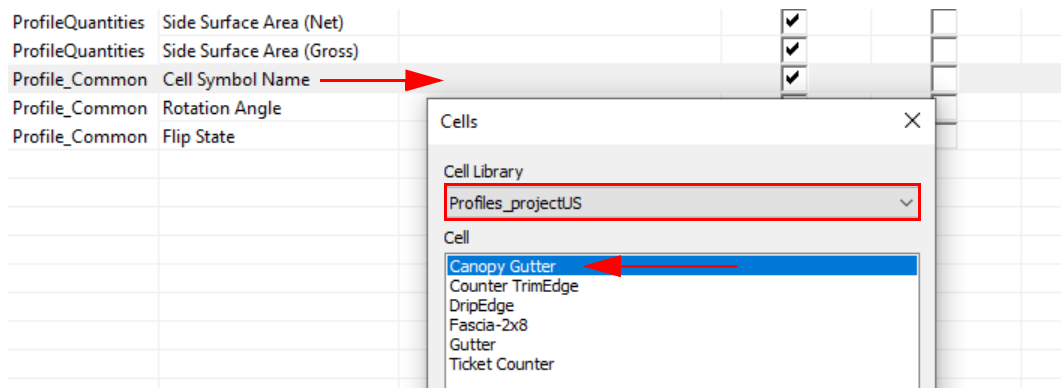 ProfileQuantities Side Surface Area (Net)
ProfileQuantities Side Surface Area (Gross)
Profile_Common Cell Symbol Name
Profile_Common Rotation Angle
Profile_Common Flip State
Cells
Cell Library
Profiles_projectUS
Cell
Canopy Gutter
Counter TrimEdge
DripEdge
Fascia-2x8
Gutter
Ticket Counter